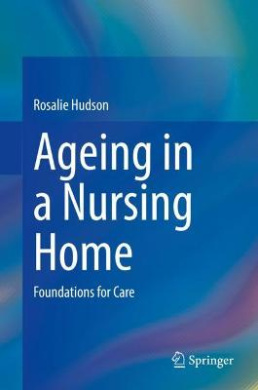 Rosalie Hudson
Ageing in
a Nursing
Home
Foundations for Care
Springer